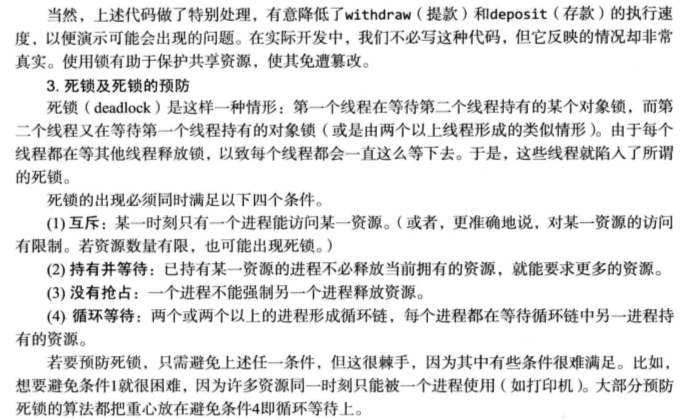 当然，上述代码做了特别处理，有意降低了withdraw（提款）和deposit（存款）的执行速
度，以便演示可能会出现的问题。在实际开发中，我们不必写这种代码，但它反映的情况却非常
真实。使用锁有助于保护共享资源，使其免遭篡改。
3. 死锁及死锁的预防
死锁（deadlock）是这样一种情形：第一个线程在等待第二个线程持有的某个对象锁，而第
二个线程又在等待第一个线程持有的对象锁（或是由两个以上线程形成的类似情形）。由于每个
线程都在等其他线程释放锁，以致每个线程都会一直这么等下去。于是，这些线程就陷入了所谓
的死锁。
死锁的出现必须同时满足以下四个条件。
(1) 互斥：某一时刻只有一个进程能访问某一资源。（或者，更准确地说，对某一资源的访问
有限制。若资源数量有限，也可能出现死锁。）
(2) 持有并等待：已持有某一资源的进程不必释放当前拥有的资源，就能要求更多的资源。
(3) 没有抢占：一个进程不能强制另一个进程释放资源。
(4) 循环等待：两个或两个以上的进程形成循环链，每个进程都在等待循环链中另一进程持
有的资源。
若要预防死锁，只需避免上述任一条件，但这很棘手，因为其中有些条件很难满足。比如，
想要避免条件1就很困难，因为许多资源同一时刻只能被一个进程使用（如打印机）。大部分预防
死锁的算法都把重心放在避免条件4即循环等待上。